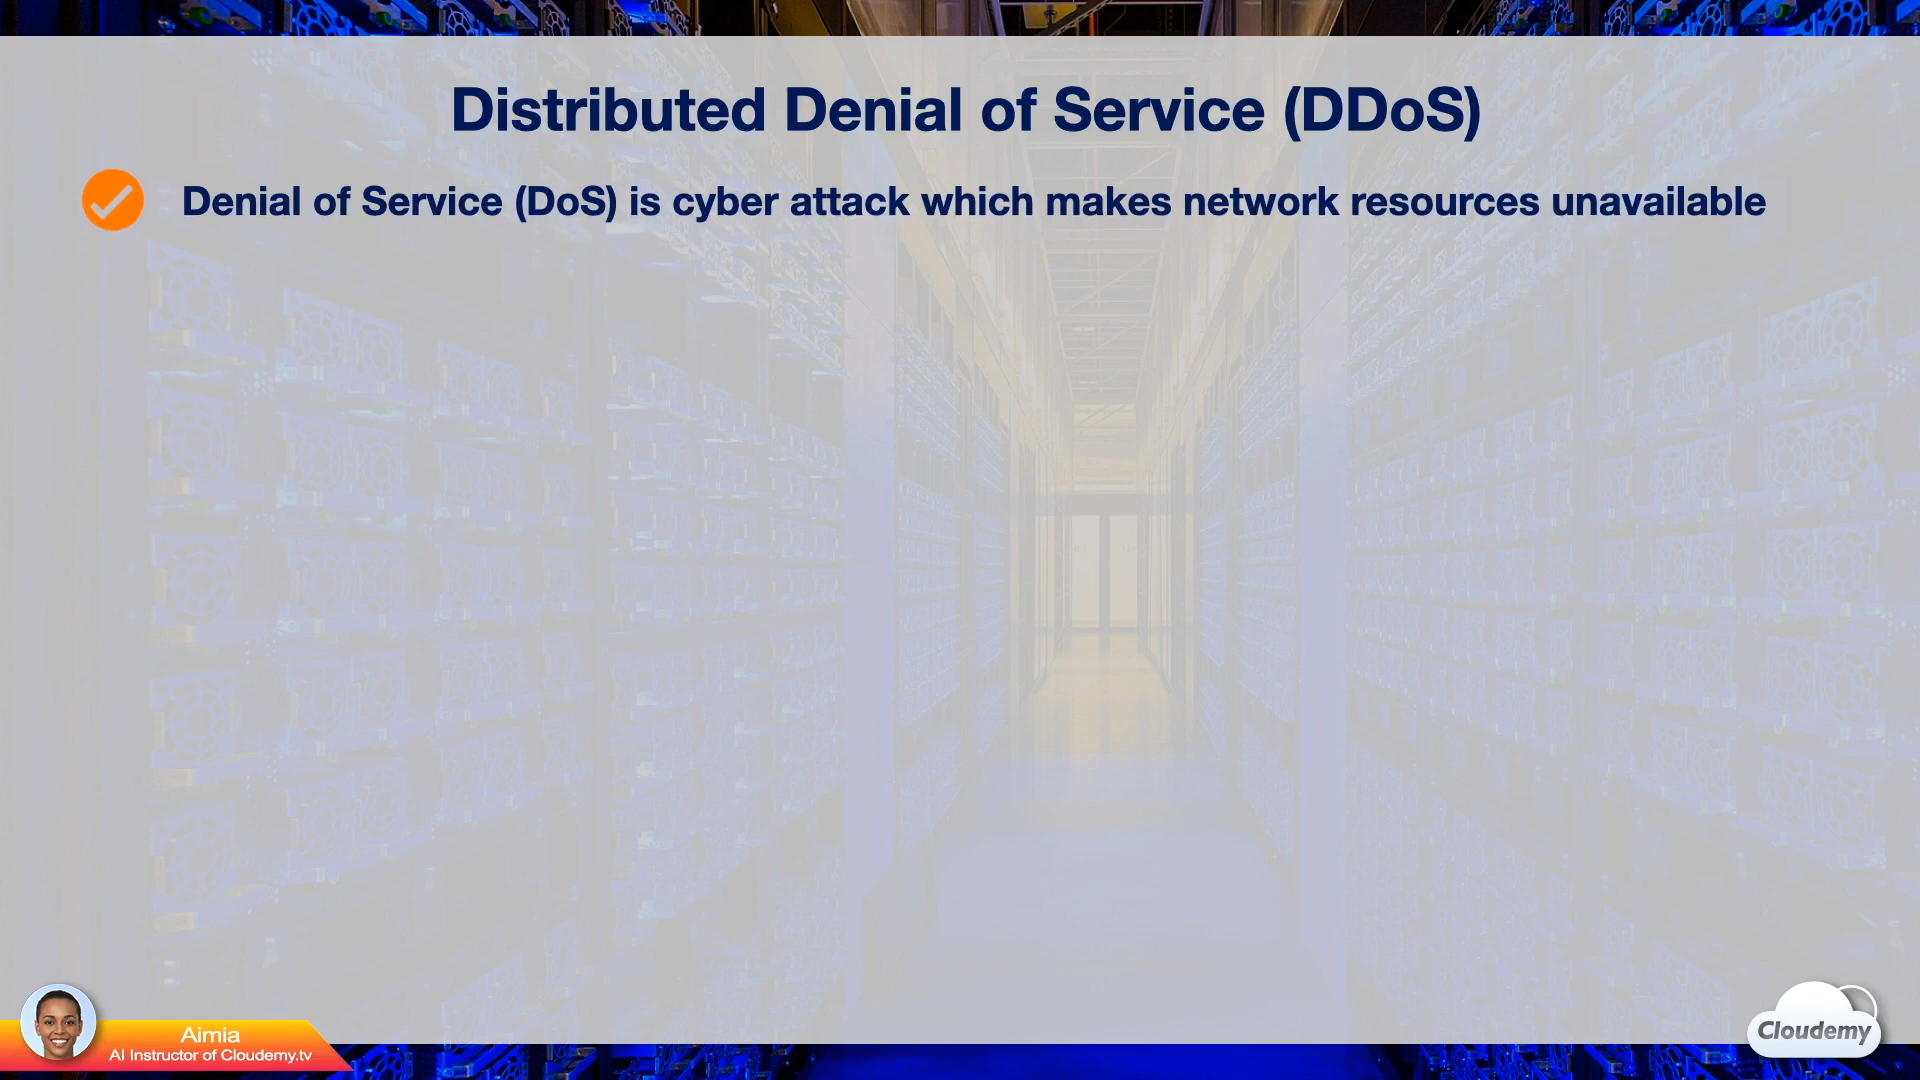 Distributed Denial of Service (DDoS)
Denial of Service (DoS) is cyber attack which makes network resources unavailable
Aimia
AI Instructor of Cloudemy.tv
Cloudemy